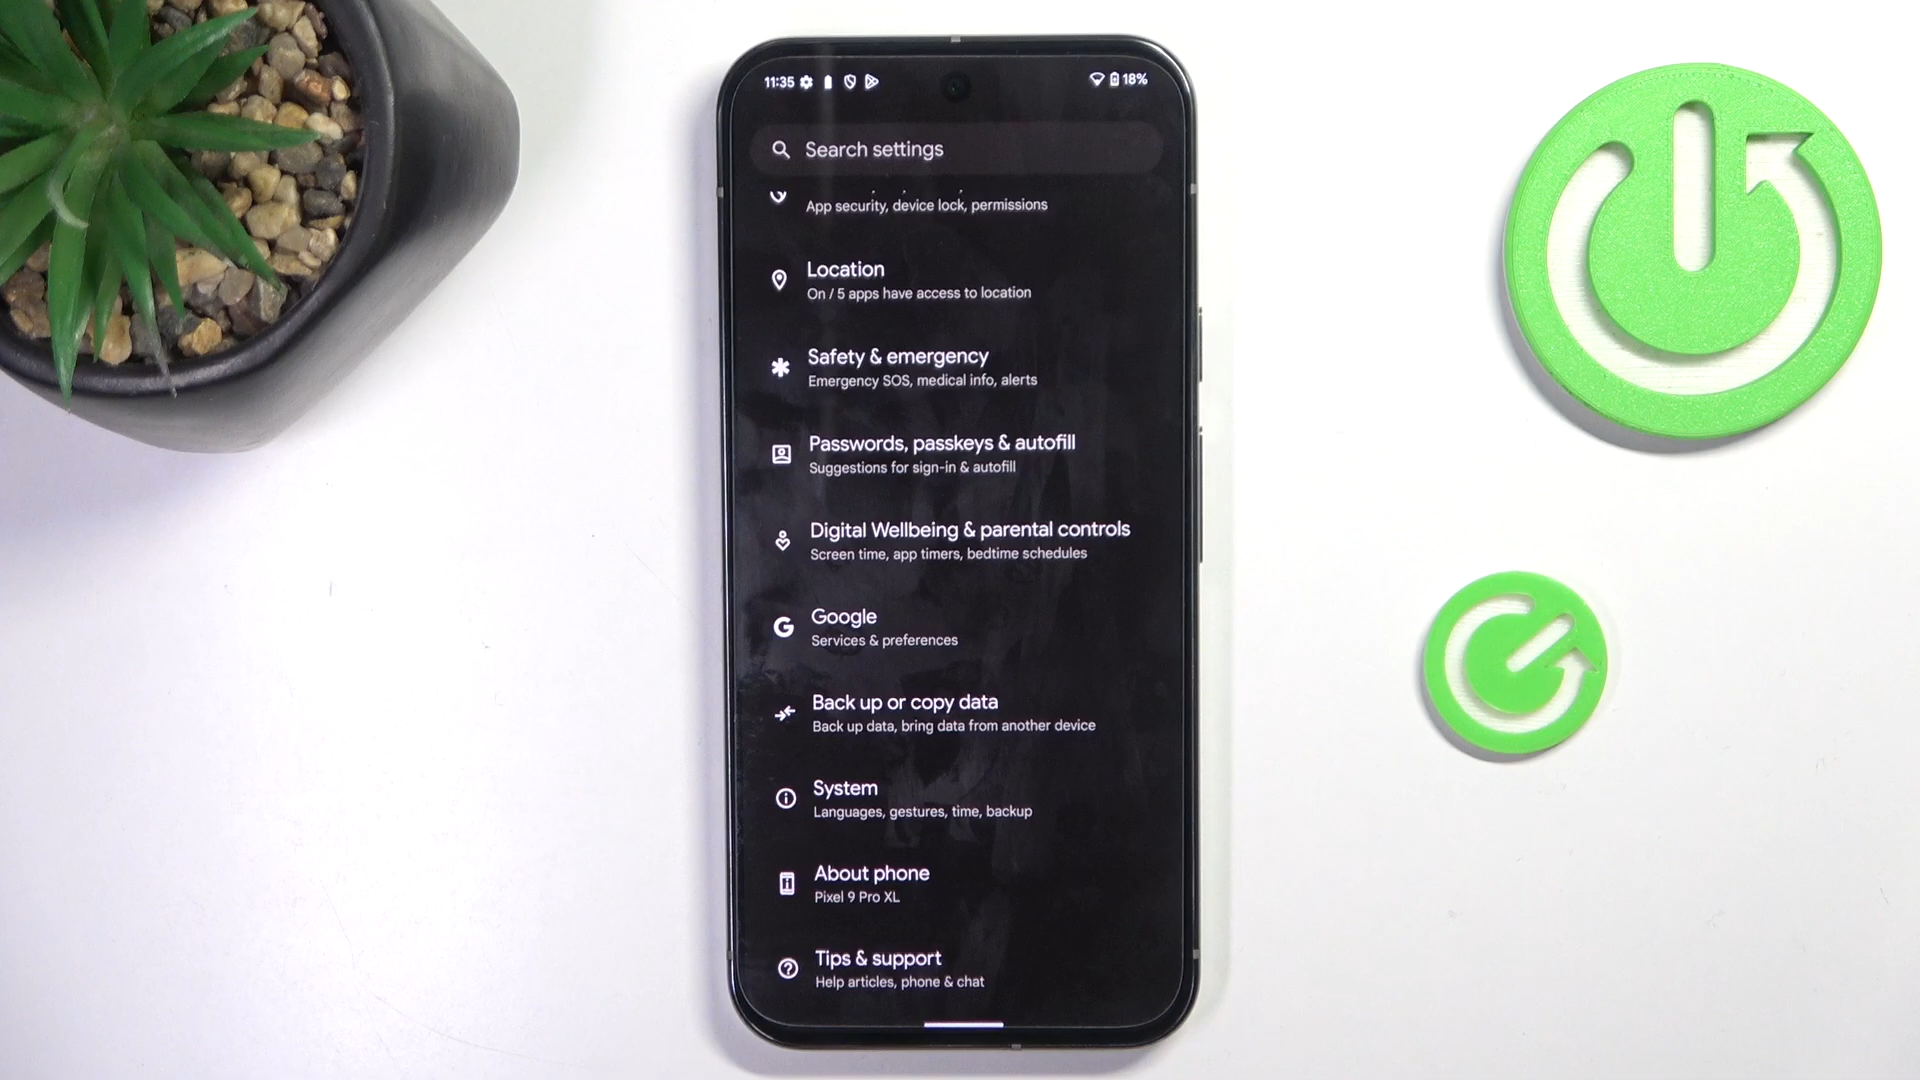 11:35 18%
Search settings
App security, device lock, permissions
Location
On / 5 apps have access to location
Safety & emergency
Emergency SOS, medical info, alerts
Passwords, passkeys & autofill
Suggestions for sign-in & autofill
Digital Wellbeing & parental controls
Screen time, app timers, bedtime schedules
Google
Services & preferences
Back up or copy data
Back up data, bring data from another device
System
Languages, gestures, time, backup
About phone
Pixel 9 Pro XL
Tips & support
Help articles, phone & chat